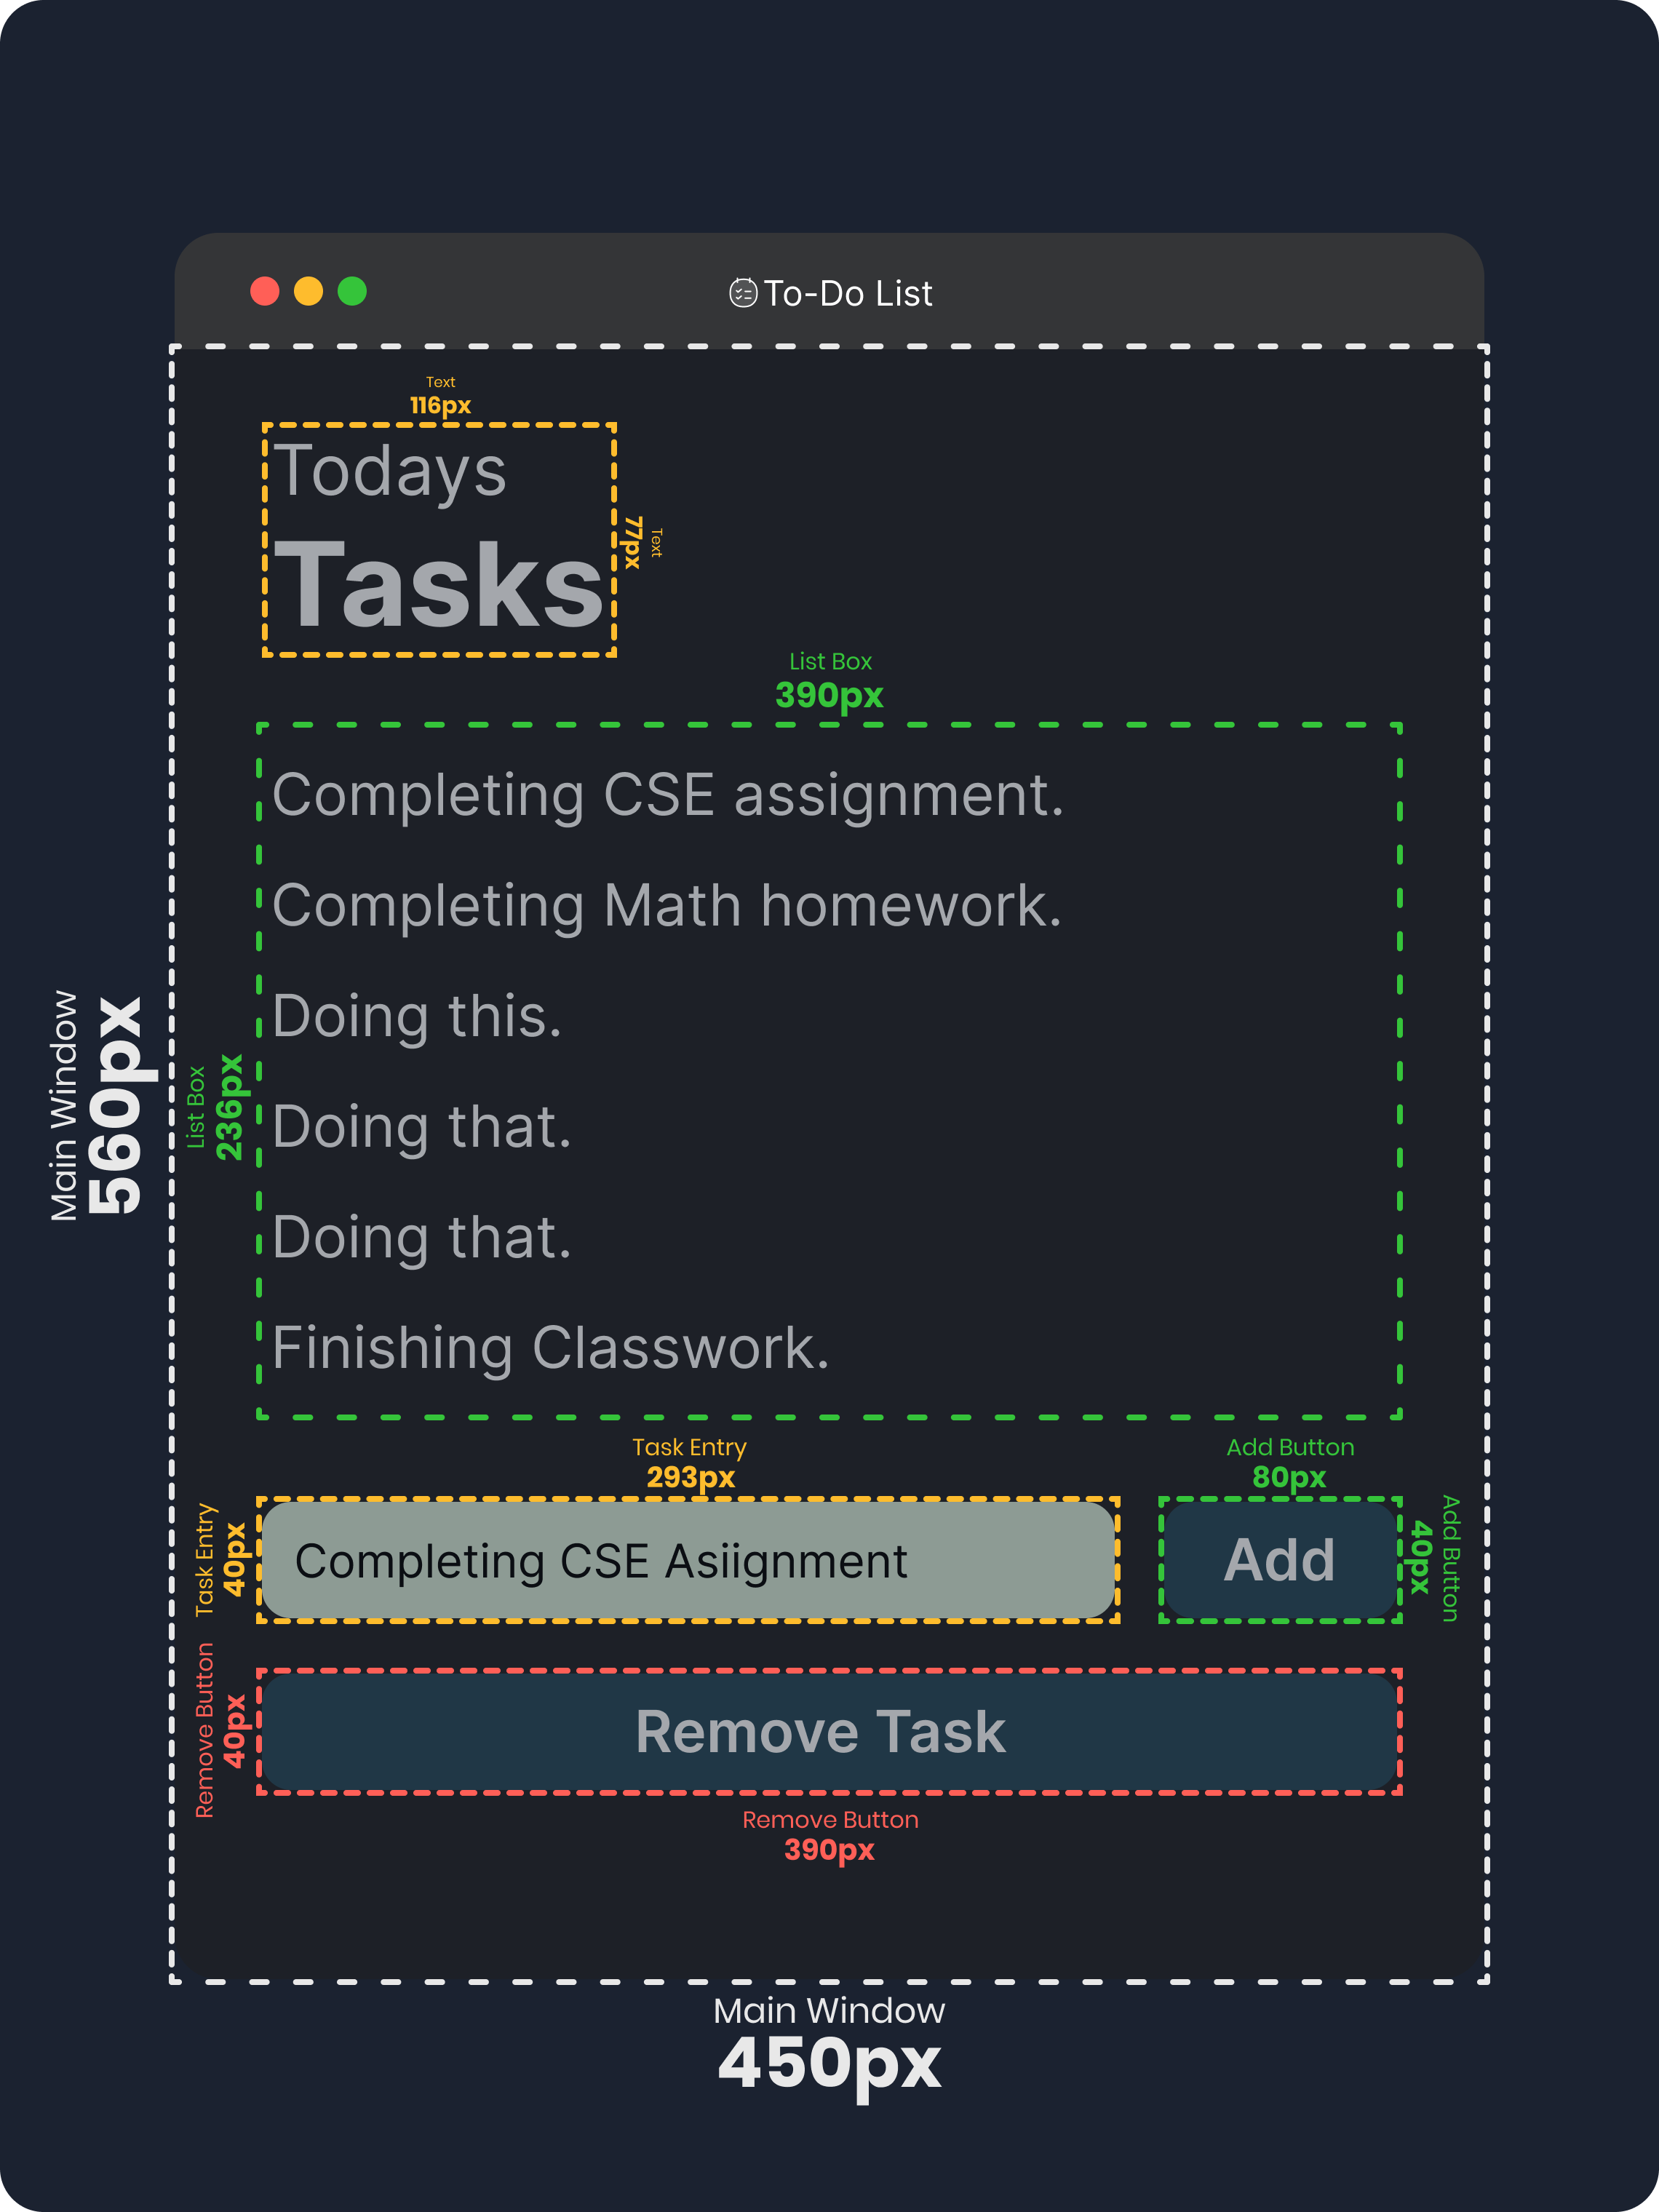 To-Do List
Text
116px
Todays
Tasks
Text
77px
List Box
390px
Completing CSE assignment.
Completing Math homework.
Doing this.
Doing that.
Doing that.
Finishing Classwork.
Main Window
560px
List Box
236px
Task Entry
293px
Add Button
80px
Task Entry
40px
Completing CSE Asiignment
Add
Add Button
40px
Remove Button
40px
Remove Task
Remove Button
390px
Main Window
450px